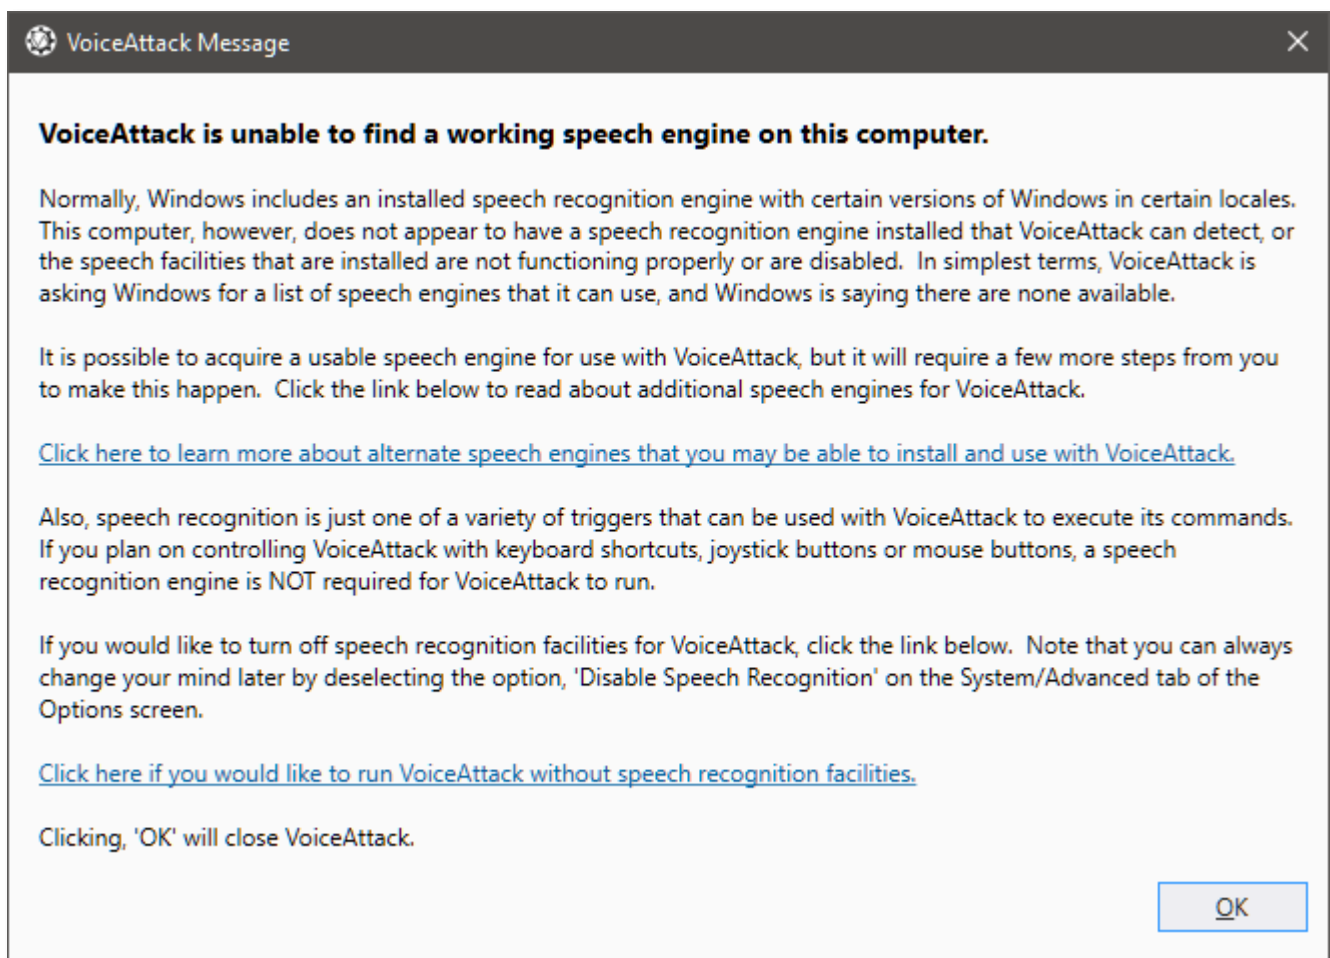 VoiceAttack Message
VoiceAttack is unable to find a working speech engine on this computer.
Normally, Windows includes an installed speech recognition engine with certain versions of Windows in certain locales.
This computer, however, does not appear to have a speech recognition engine installed that VoiceAttack can detect, or
the speech facilities that are installed are not functioning properly or are disabled.  In simplest terms, VoiceAttack is
asking Windows for a list of speech engines that it can use, and Windows is saying there are none available.
It is possible to acquire a usable speech engine for use with VoiceAttack, but it will require a few more steps from you
to make this happen.  Click the link below to read about additional speech engines for VoiceAttack.
Click here to learn more about alternate speech engines that you may be able to install and use with VoiceAttack.
Also, speech recognition is just one of a variety of triggers that can be used with VoiceAttack to execute its commands.
If you plan on controlling VoiceAttack with keyboard shortcuts, joystick buttons or mouse buttons, a speech
recognition engine is NOT required for VoiceAttack to run.
If you would like to turn off speech recognition facilities for VoiceAttack, click the link below.  Note that you can always
change your mind later by deselecting the option, 'Disable Speech Recognition' on the System/Advanced tab of the
Options screen.
Click here if you would like to run VoiceAttack without speech recognition facilities.
Clicking, 'OK' will close VoiceAttack.
OK